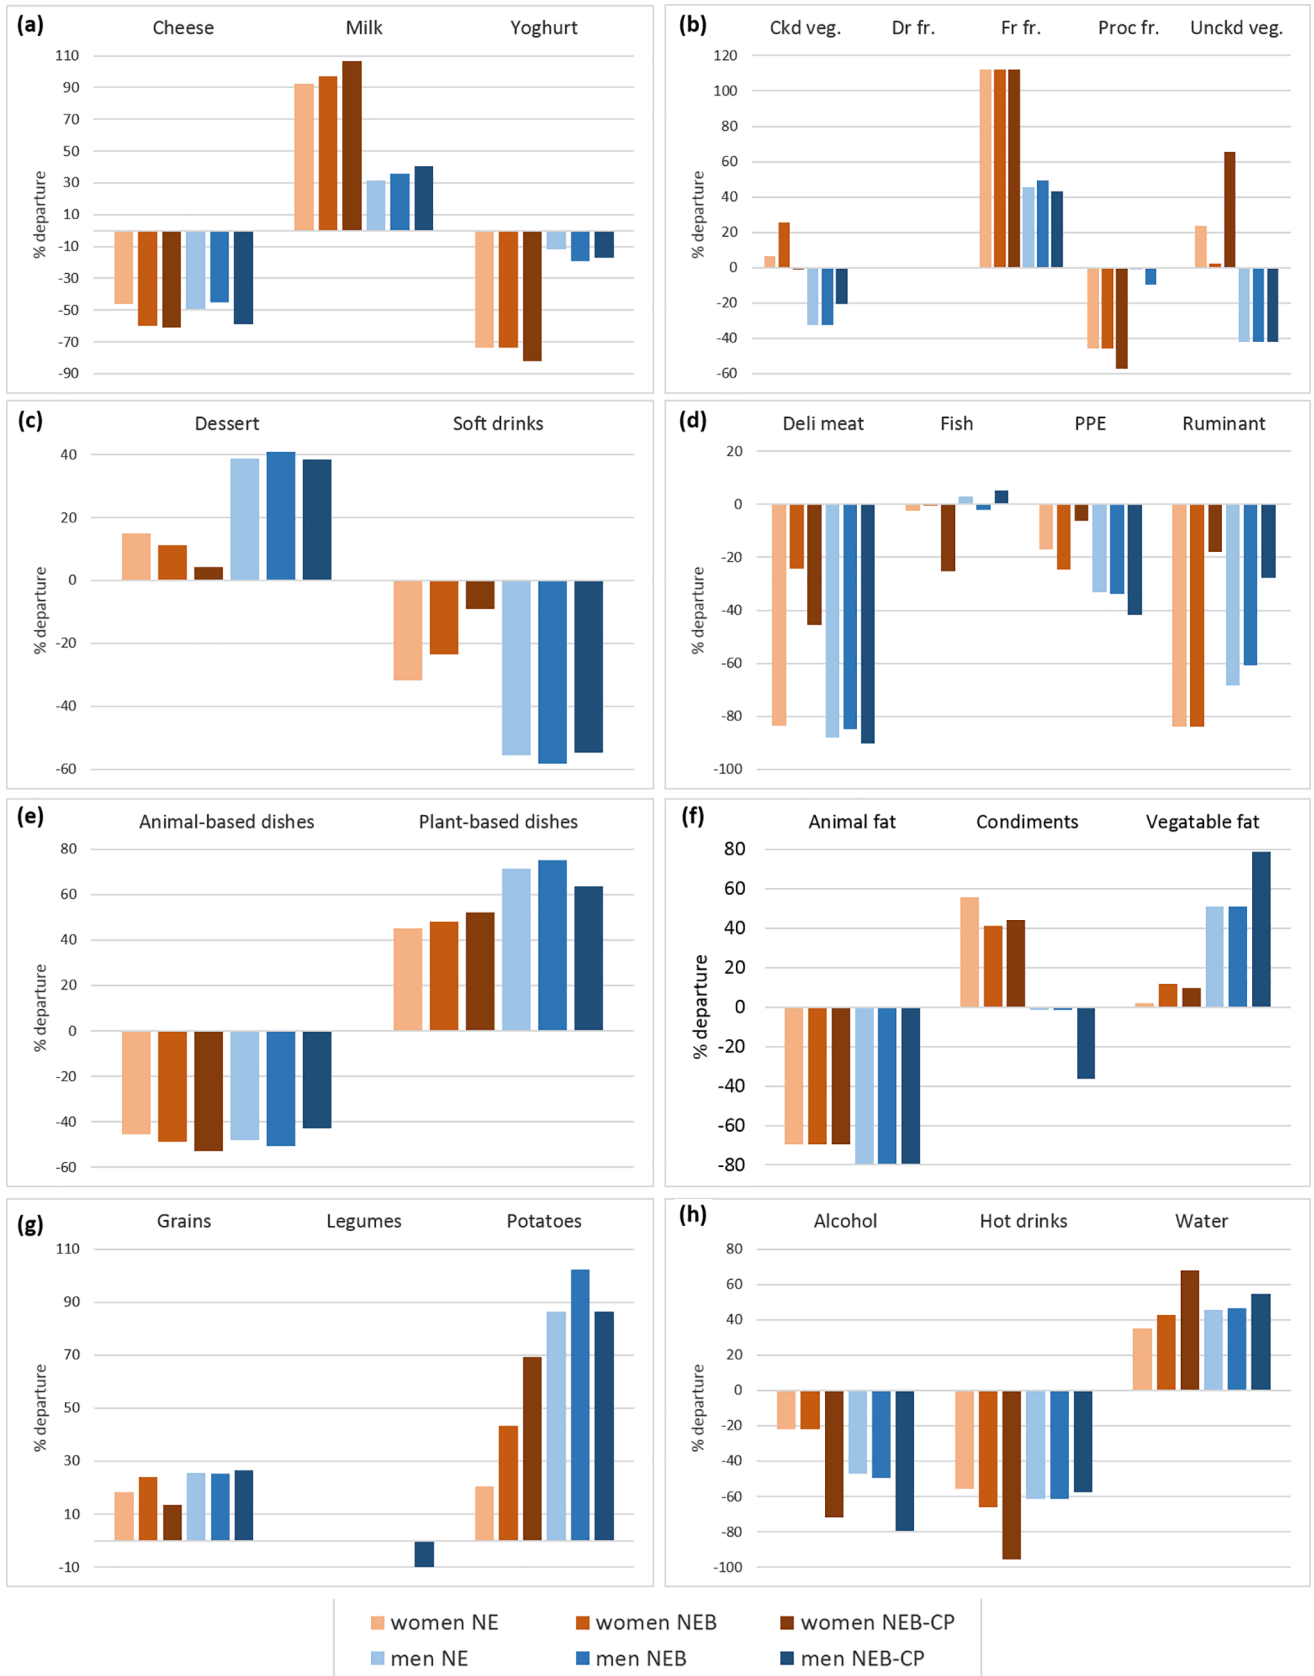 (a)
Cheese Milk Yoghurt
110
90
70
50
30
10
-10
-30
-50
-70
-90
% departure
(b)
Ckd veg. Dr fr. Fr fr. Proc fr. Unckd veg.
120
100
80
60
40
20
0
-20
-40
-60
% departure
(c)
Dessert Soft drinks
40
20
0
-20
-40
-60
% departure
(d)
Deli meat Fish PPE Ruminant
20
0
-20
-40
-60
-80
-100
% departure
(e)
Animal-based dishes Plant-based dishes
80
60
40
20
0
-20
-40
-60
% departure
(f)
Animal fat Condiments Vegatable fat
80
60
40
20
0
-20
-40
-60
-80
% departure
(g)
Grains Legumes Potatoes
110
90
70
50
30
10
-10
% departure
(h)
Alcohol Hot drinks Water
80
60
40
20
0
-20
-40
-60
-80
-100
% departure
women NE women NEB women NEB-CP
men NE men NEB men NEB-CP